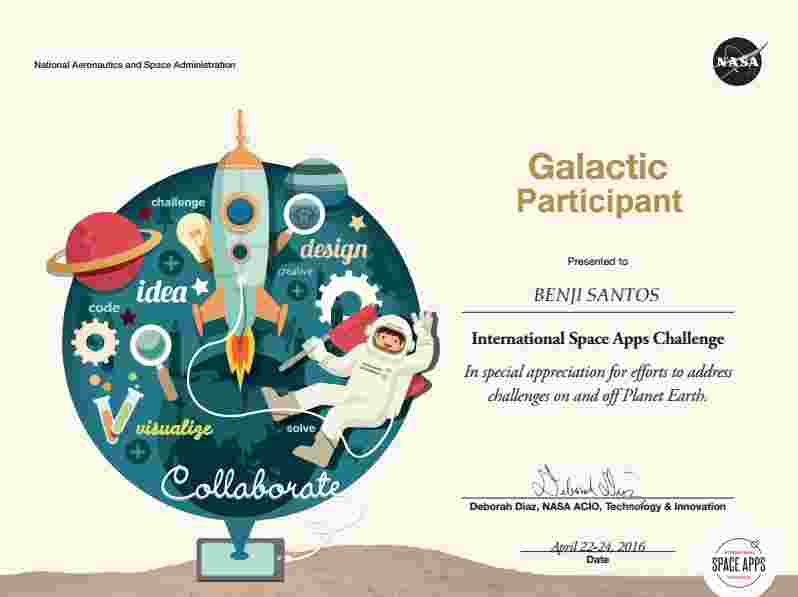 National Aeronautics and Space Administration
NASA
challenge
design
creative
idea
code
visualize
solve
Collaborate
Galactic
Participant
Presented to
BENJI SANTOS
International Space Apps Challenge
In special appreciation for efforts to address
challenges on and off Planet Earth.
Deborah Diaz, NASA ACIO, Technology & Innovation
April 22-24, 2016
Date
SPACE APPS